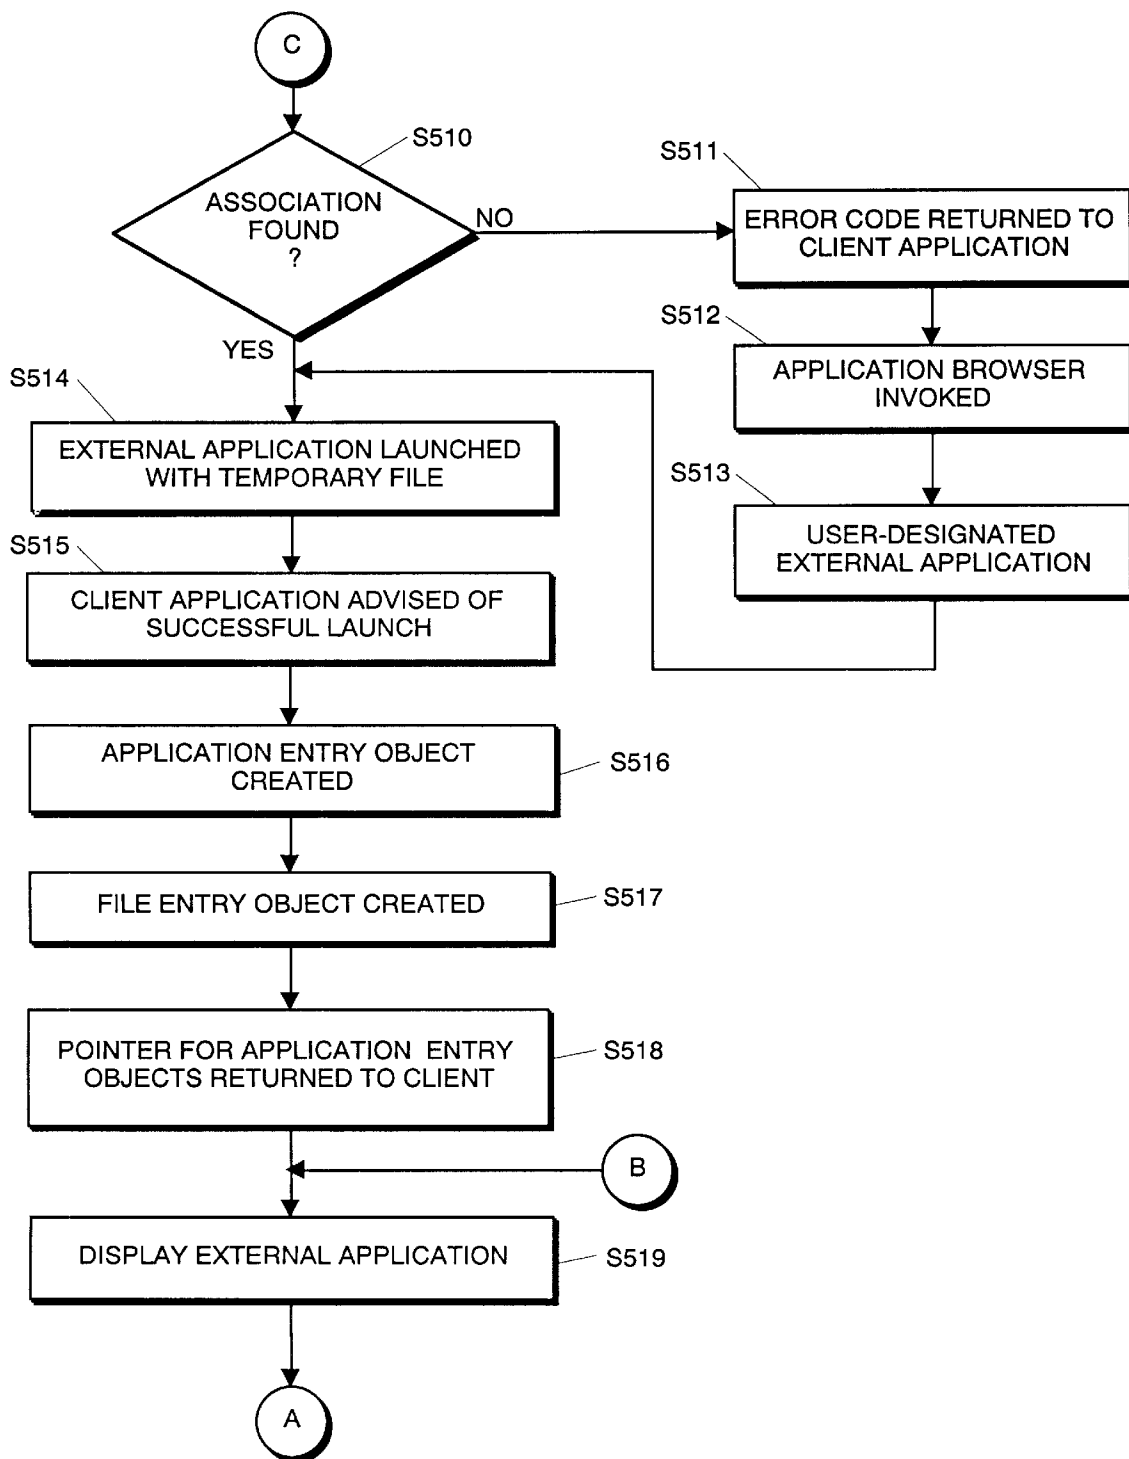 C
S510
ASSOCIATION
FOUND
?
NO
YES
S511
ERROR CODE RETURNED TO
CLIENT APPLICATION
S512
APPLICATION BROWSER
INVOKED
S513
USER-DESIGNATED
EXTERNAL APPLICATION
S514
EXTERNAL APPLICATION LAUNCHED
WITH TEMPORARY FILE
S515
CLIENT APPLICATION ADVISED OF
SUCCESSFUL LAUNCH
APPLICATION ENTRY OBJECT
CREATED
S516
FILE ENTRY OBJECT CREATED
S517
POINTER FOR APPLICATION ENTRY
OBJECTS RETURNED TO CLIENT
S518
B
DISPLAY EXTERNAL APPLICATION
S519
A